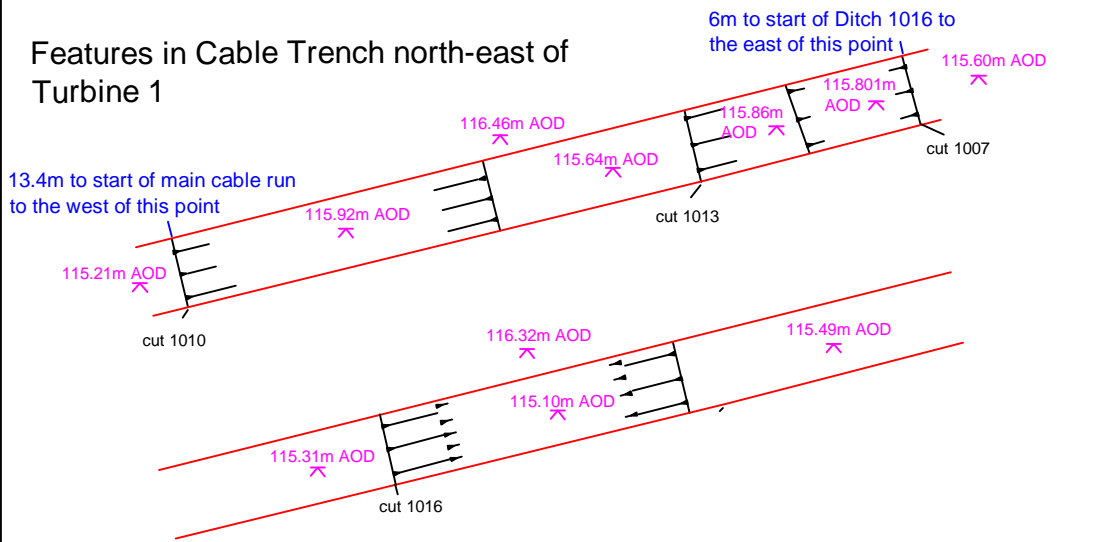 6m to start of Ditch 1016 to
the east of this point
Features in Cable Trench north-east of
Turbine 1
115.60m AOD
115.801m
AOD
115.86m
AOD
116.46m AOD
cut 1007
115.64m AOD
13.4m to start of main cable run
to the west of this point
115.92m AOD
cut 1013
115.21m AOD
cut 1010
116.32m AOD
115.49m AOD
115.10m AOD
115.31m AOD
cut 1016